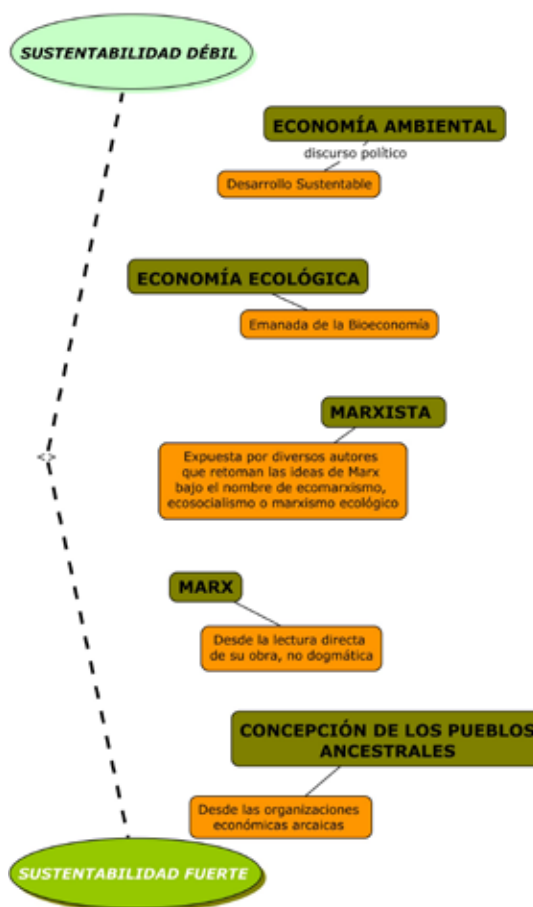 SUSTENTABILIDAD DÉBIL
ECONOMÍA AMBIENTAL
discurso político
Desarrollo Sustentable
ECONOMÍA ECOLÓGICA
Emanada de la Bioeconomía
MARXISTA
<>
Expuesta por diversos autores
que retoman las ideas de Marx
bajo el nombre de ecomarxismo,
ecosocialismo o marxismo ecológico
MARX
Desde la lectura directa
de su obra, no dogmática
CONCEPCIÓN DE LOS PUEBLOS
ANCESTRALES
Desde las organizaciones
económicas arcaicas
SUSTENTABILIDAD FUERTE